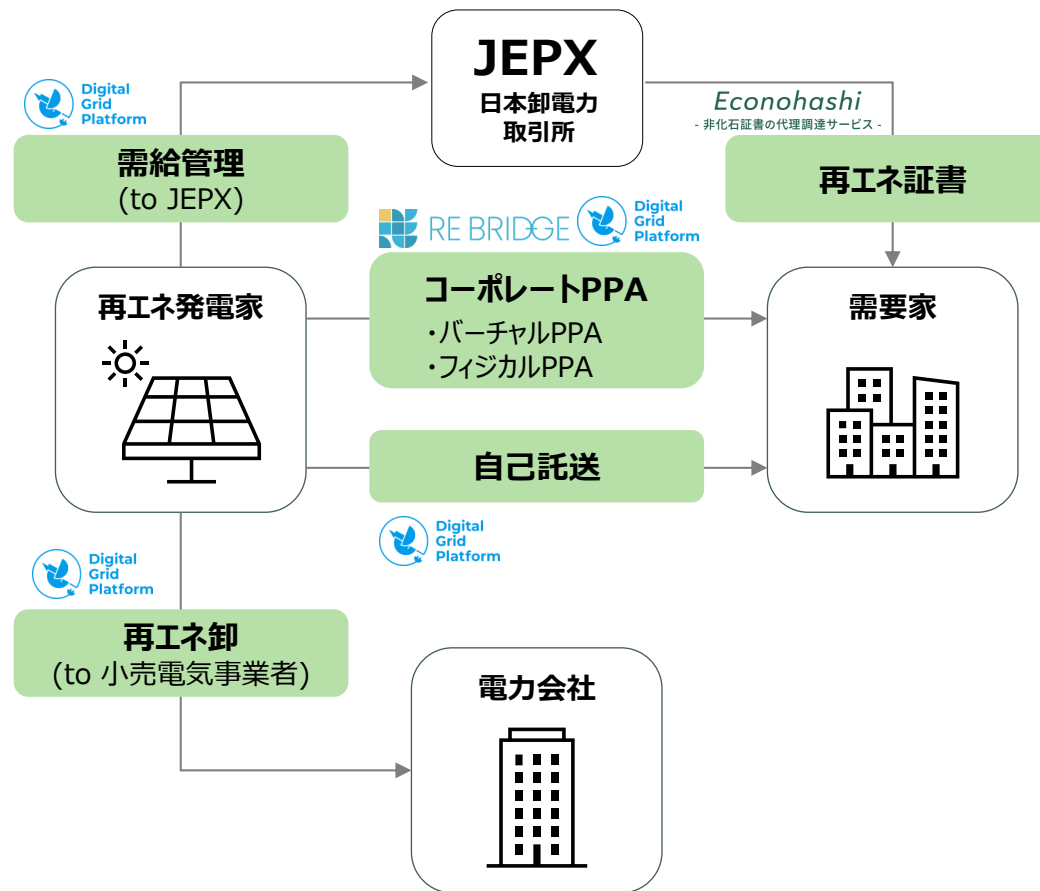 JEPX
日本卸電力
取引所
Digital
Grid
Platform
Econohashi
- 非化石証書の代理調達サービス -
需給管理
(to JEPX)
再エネ証書
RE BRIDGE
Digital
Grid
Platform
再エネ発電家
コーポレートPPA
・バーチャルPPA
・フィジカルPPA
需要家
自己託送
Digital
Grid
Platform
Digital
Grid
Platform
再エネ卸
(to 小売電気事業者)
電力会社